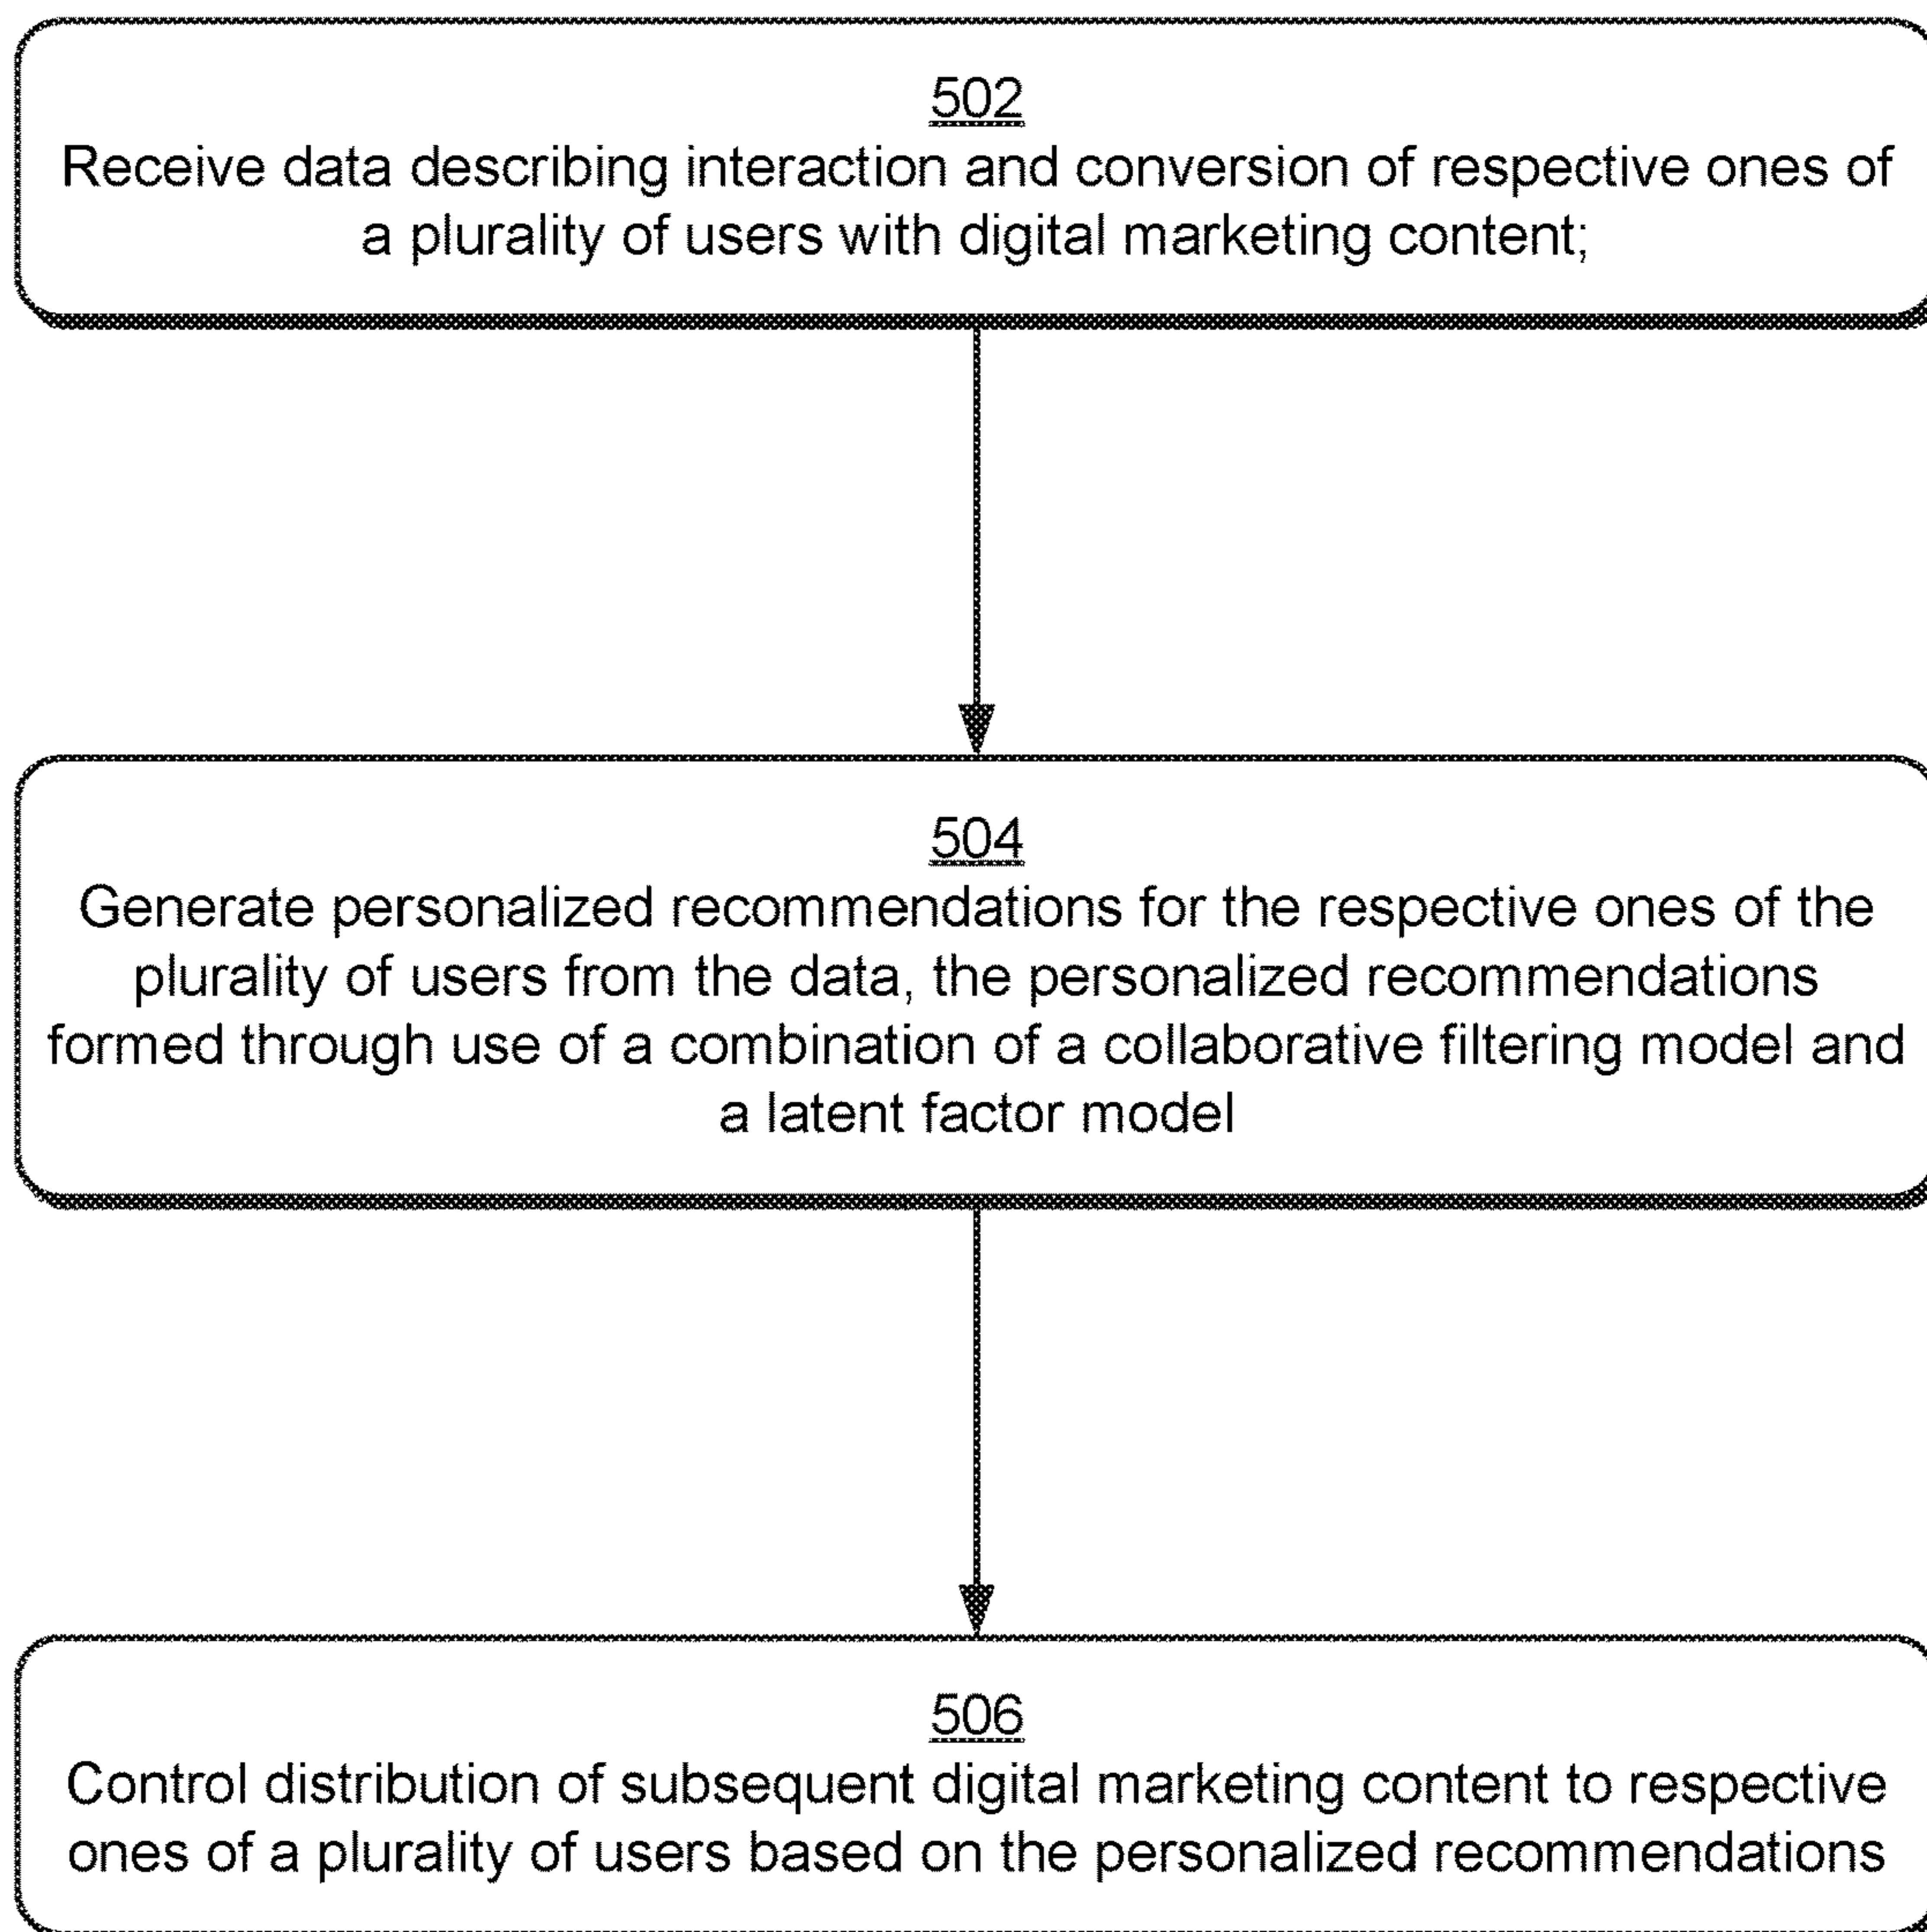 502
Receive data describing interaction and conversion of respective ones of
a plurality of users with digital marketing content;
504
Generate personalized recommendations for the respective ones of the
plurality of users from the data, the personalized recommendations
formed through use of a combination of a collaborative filtering model and
a latent factor model
506
Control distribution of subsequent digital marketing content to respective
ones of a plurality of users based on the personalized recommendations